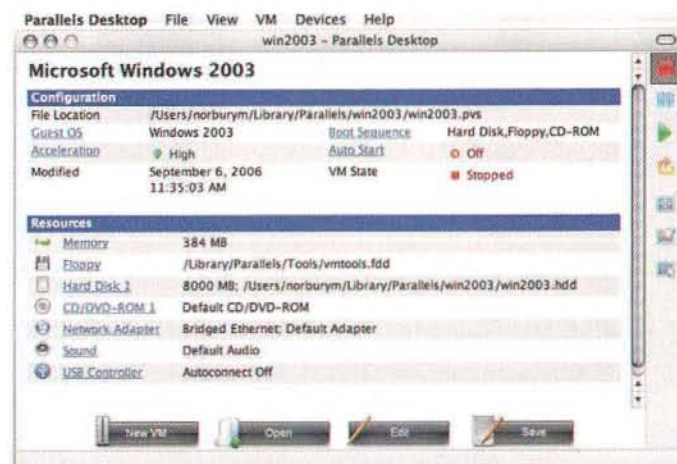 Parallels Desktop File View VM Devices Help
win2003 – Parallels Desktop
Microsoft Windows 2003
Configuration
File Location /Users/norburym/Library/Parallels/win2003/win2003.pvs
Guest OS Windows 2003 Boot Sequence Hard Disk,Floppy,CD-ROM
Acceleration High Auto Start Off
Modified September 6, 2006 VM State Stopped
11:35:03 AM
Resources
Memory 384 MB
Floppy /Library/Parallels/Tools/vmtools.fdd
Hard Disk 1 8000 MB; /Users/norburym/Library/Parallels/win2003/win2003.hdd
CD/DVD-ROM 1 Default CD/DVD-ROM
Network Adapter Bridged Ethernet; Default Adapter
Sound Default Audio
USB Controller Autoconnect Off
New VM Open Edit Save